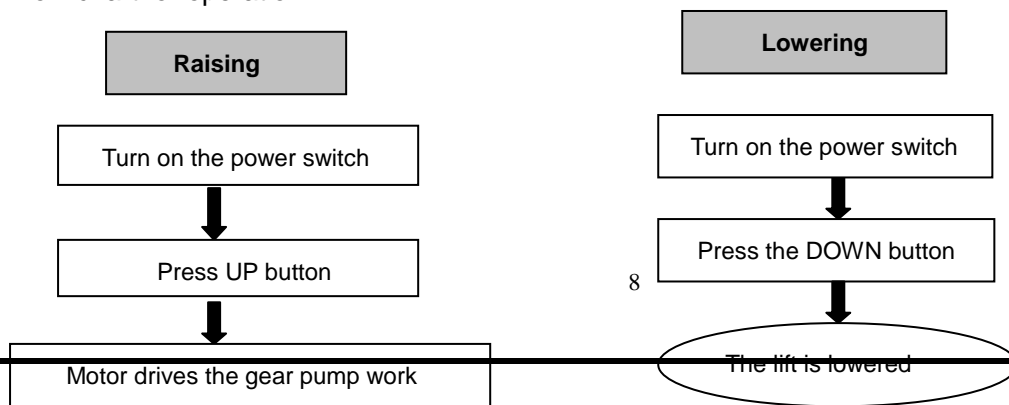 Raising
Turn on the power switch
Press UP button
Motor drives the gear pump work
Lowering
Turn on the power switch
Press the DOWN button
8
The lift is lowered